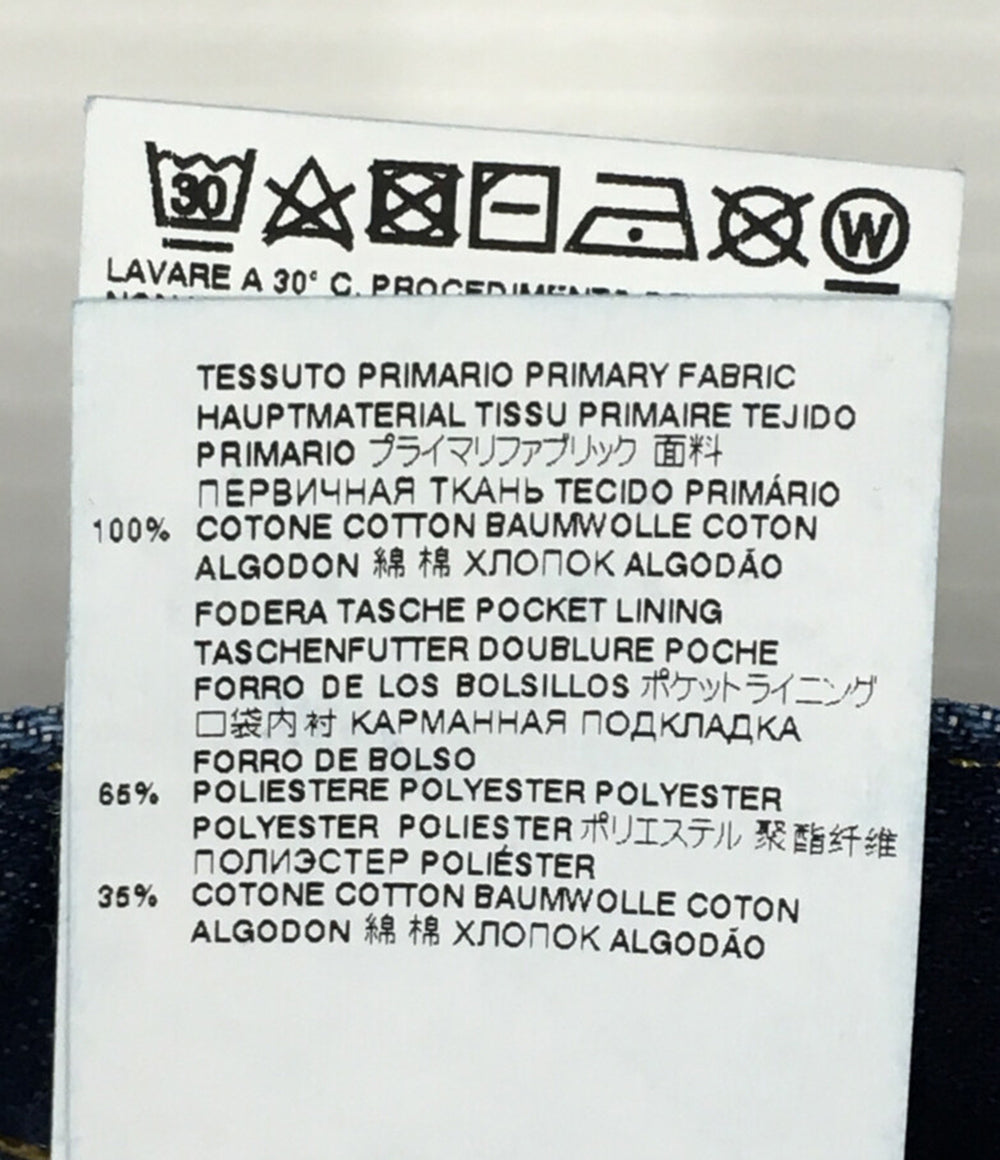 30
W
LAVARE A 30° C. PROCEDIMENTO
TESSUTO PRIMARIO PRIMARY FABRIC
HAUPTMATERIAL TISSU PRIMAIRE TEJIDO
PRIMARIO プライマリファブリック 面料
ПЕРВИЧНАЯ ТКАНЬ TECIDO PRIMÁRIO
100% COTONE COTTON BAUMWOLLE COTON
ALGODON 綿 棉 ХЛОПОК ALGODÃO
FODERA TASCHE POCKET LINING
TASCHENFUTTER DOUBLURE POCHE
FORRO DE LOS BOLSILLOS ポケットライニング
口袋内衬 КАРМАННАЯ ПОДКЛАДКА
FORRO DE BOLSO
65% POLIESTERE POLYESTER POLYESTER
POLYESTER POLIESTER ポリエステル 聚酯纤维
ПОЛИЭСТЕР POLIÉSTER
35% COTONE COTTON BAUMWOLLE COTON
ALGODON 綿 棉 ХЛОПОК ALGODÃO